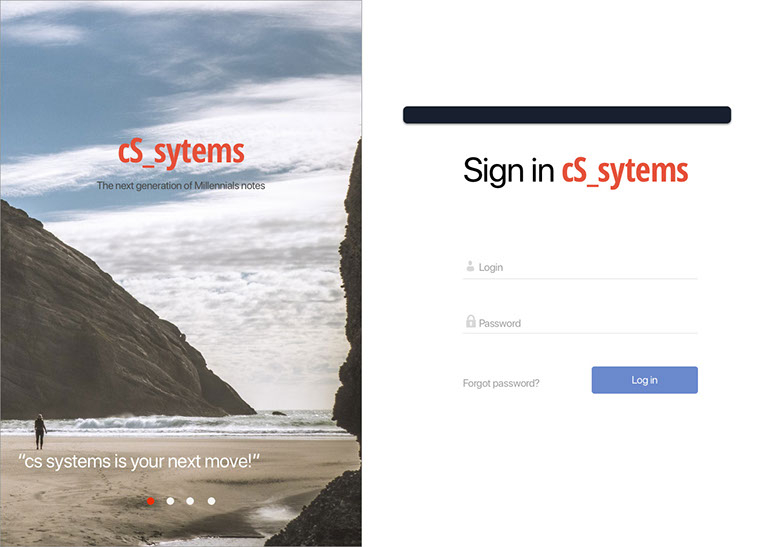 cS_sytems
The next generation of Millennials notes
“cs systems is your next move!”
Sign in cS_sytems
Login
Password
Forgot password?
Log in